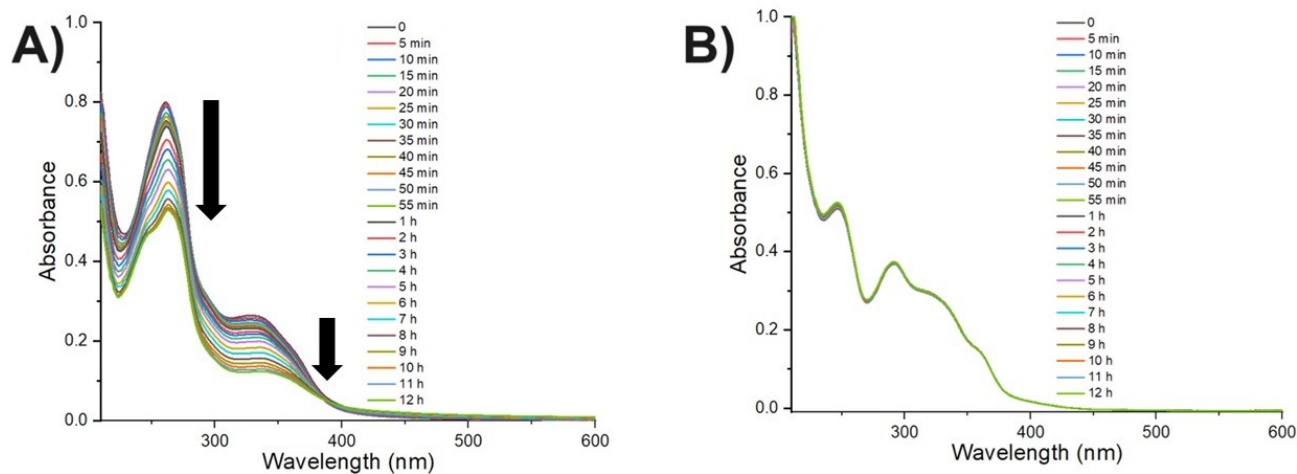 A)
Absorbance
1.0
0.8
0.6
0.4
0.2
0.0
300
400
500
600
Wavelength (nm)
0
5 min
10 min
15 min
20 min
25 min
30 min
35 min
40 min
45 min
50 min
55 min
1 h
2 h
3 h
4 h
5 h
6 h
7 h
8 h
9 h
10 h
11 h
12 h
B)
Absorbance
1.0
0.8
0.6
0.4
0.2
0.0
300
400
500
600
Wavelength (nm)
0
5 min
10 min
15 min
20 min
25 min
30 min
35 min
40 min
45 min
50 min
55 min
1 h
2 h
3 h
4 h
5 h
6 h
7 h
8 h
9 h
10 h
11 h
12 h